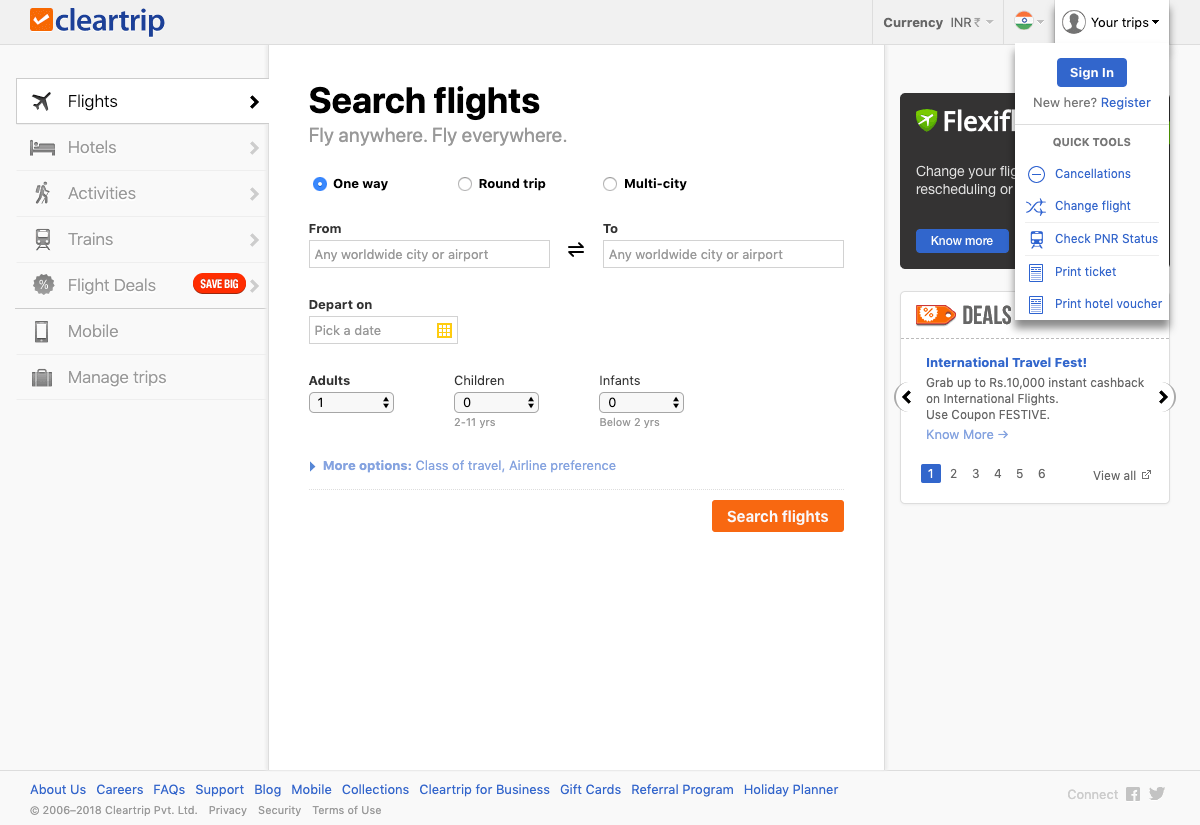 cleartrip
Currency INR ₹
Your trips
Sign In
New here? Register
QUICK TOOLS
Cancellations
Change flight
Check PNR Status
Print ticket
Print hotel voucher
Flights
Hotels
Activities
Trains
Flight Deals SAVE BIG
Mobile
Manage trips
Search flights
Fly anywhere. Fly everywhere.
One way Round trip Multi-city
From To
Any worldwide city or airport Any worldwide city or airport
Depart on
Pick a date
Adults Children Infants
1 0 0
2-11 yrs Below 2 yrs
More options: Class of travel, Airline preference
Search flights
Change your
rescheduling or
Know more
%
DEALS
International Travel Fest!
Grab up to Rs.10,000 instant cashback
on International Flights.
Use Coupon FESTIVE.
Know More →
1 2 3 4 5 6 View all
About Us Careers FAQs Support Blog Mobile Collections Cleartrip for Business Gift Cards Referral Program Holiday Planner
© 2006–2018 Cleartrip Pvt. Ltd. Privacy Security Terms of Use
Connect